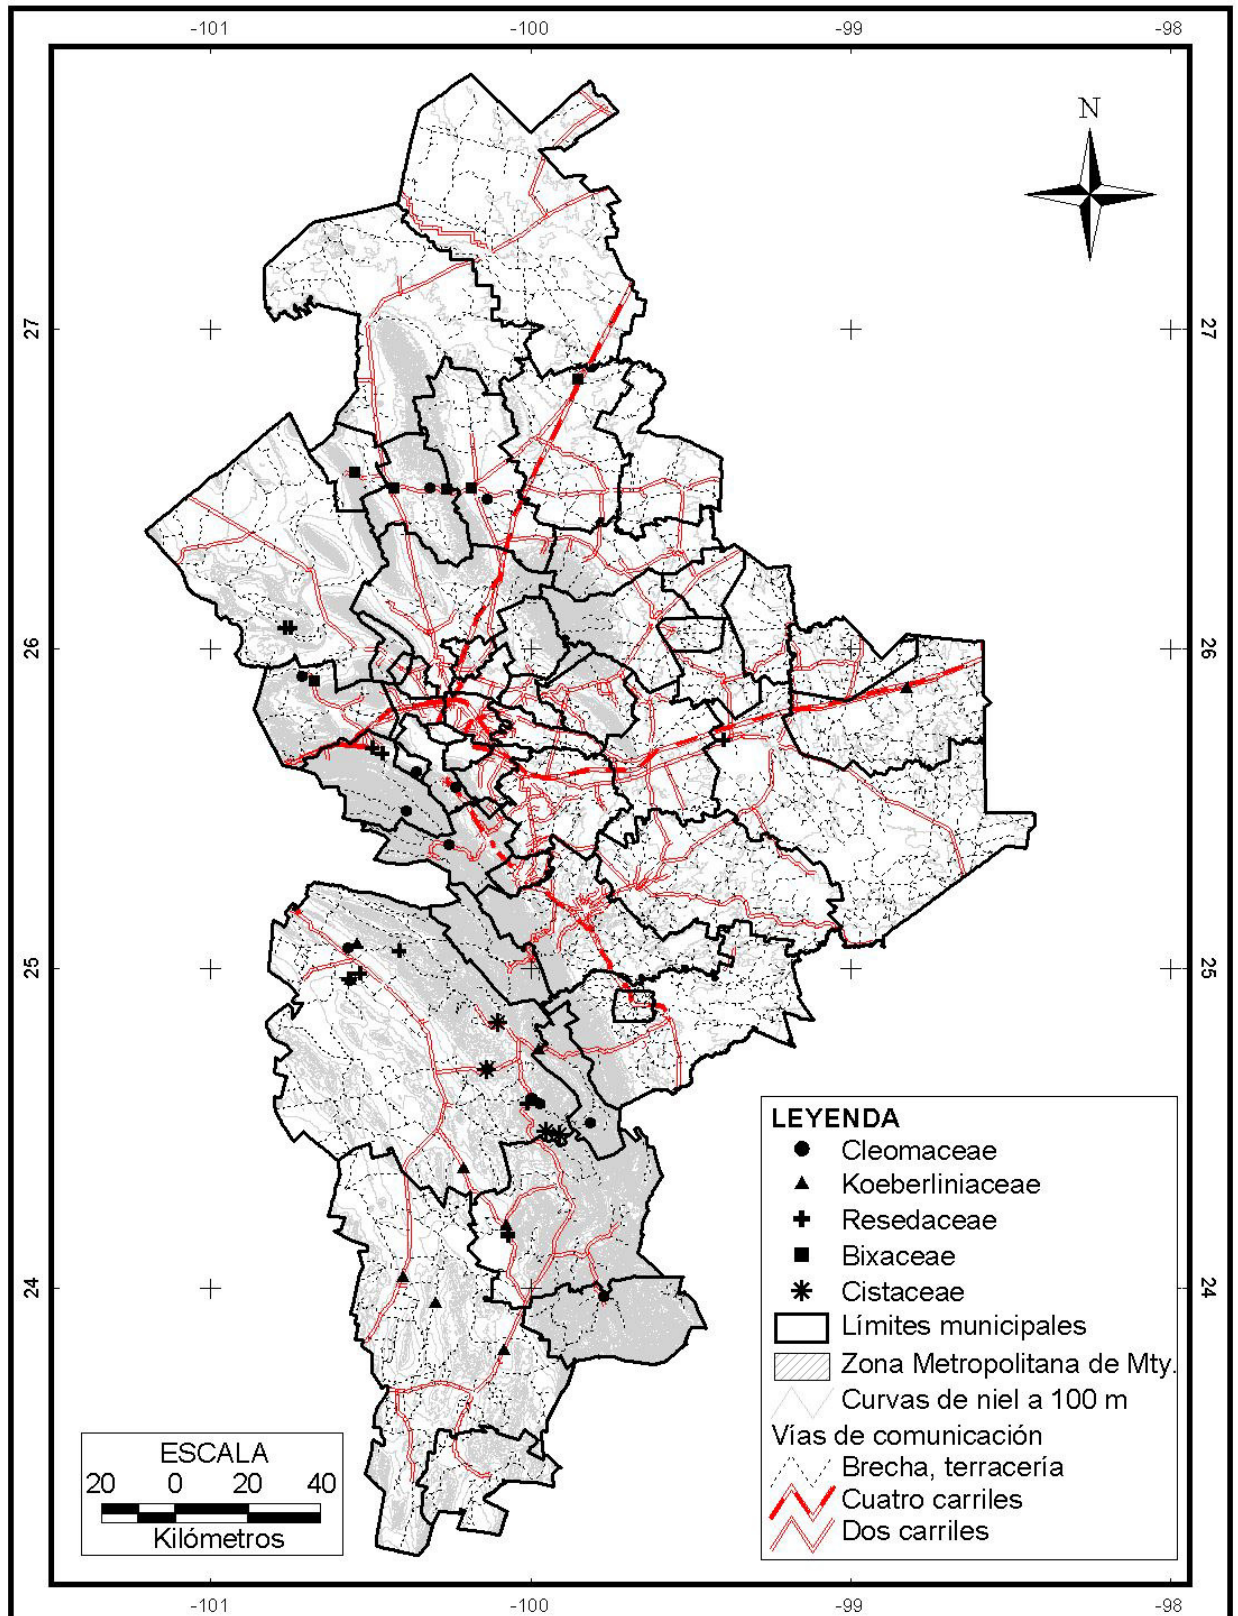 -101 -100 -99 -98
N
27 27
26 26
25 25
24 24
LEYENDA
Cleomaceae
Koeberliniaceae
Resedaceae
Bixaceae
Cistaceae
Límites municipales
Zona Metropolitana de Mty.
Curvas de niel a 100 m
Vías de comunicación
Brecha, terracería
Cuatro carriles
Dos carriles
ESCALA
20 0 20 40
Kilómetros
-101 -100 -99 -98